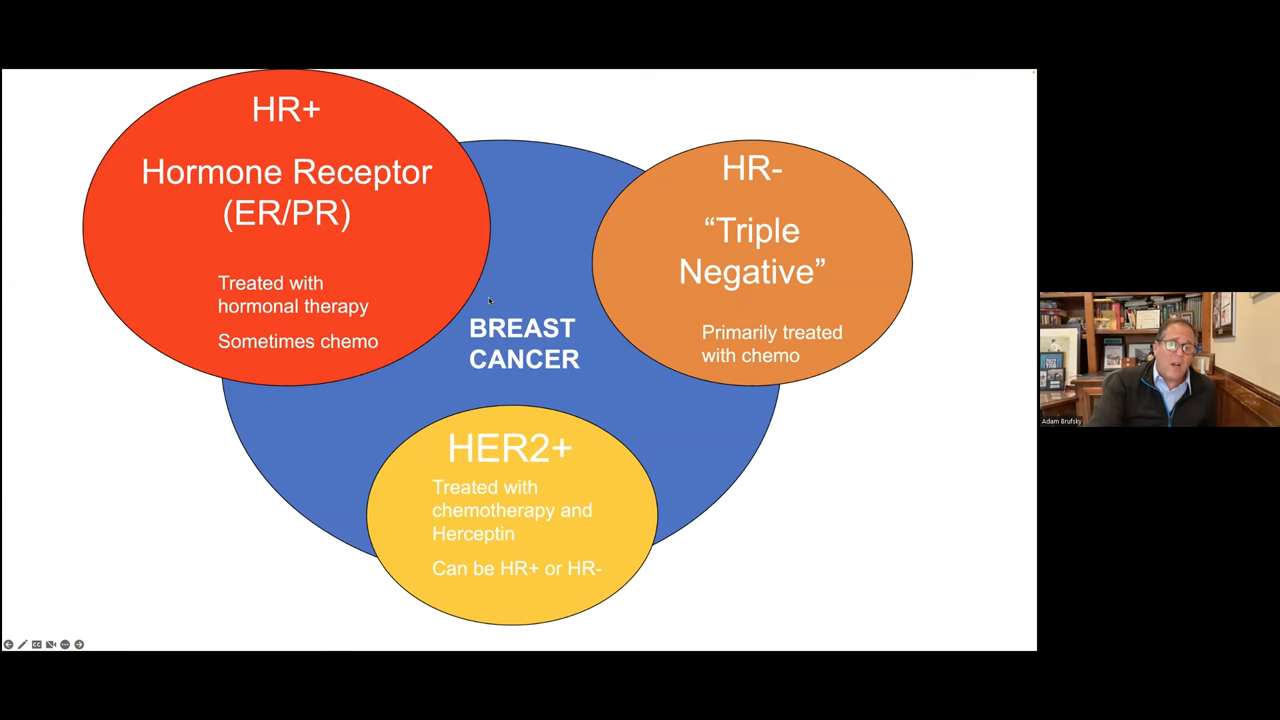 HR+
Hormone Receptor
(ER/PR)
Treated with
hormonal therapy
Sometimes chemo
HR-
“Triple
Negative”
Primarily treated
with chemo
BREAST
CANCER
HER2+
Treated with
chemotherapy and
Herceptin
Can be HR+ or HR-
Adam Brufsky